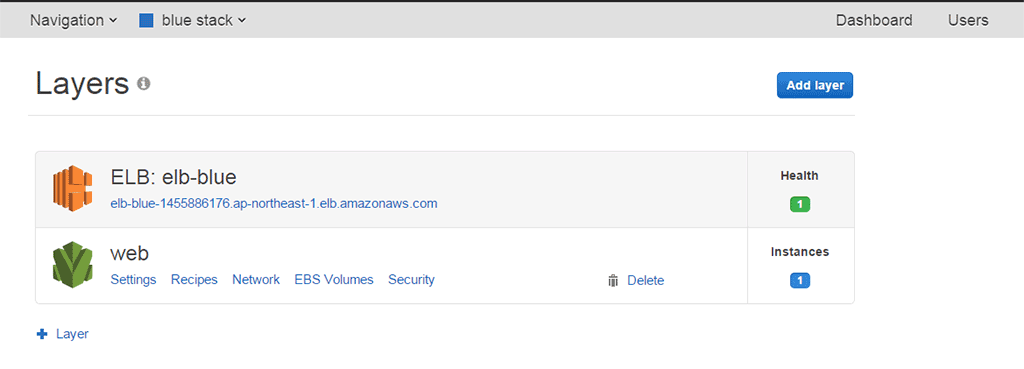 Navigation blue stack Dashboard Users
Layers
Add layer
ELB: elb-blue
elb-blue-1455886176.ap-northeast-1.elb.amazonaws.com
Health
1
web
Settings Recipes Network EBS Volumes Security Delete
Instances
1
Layer